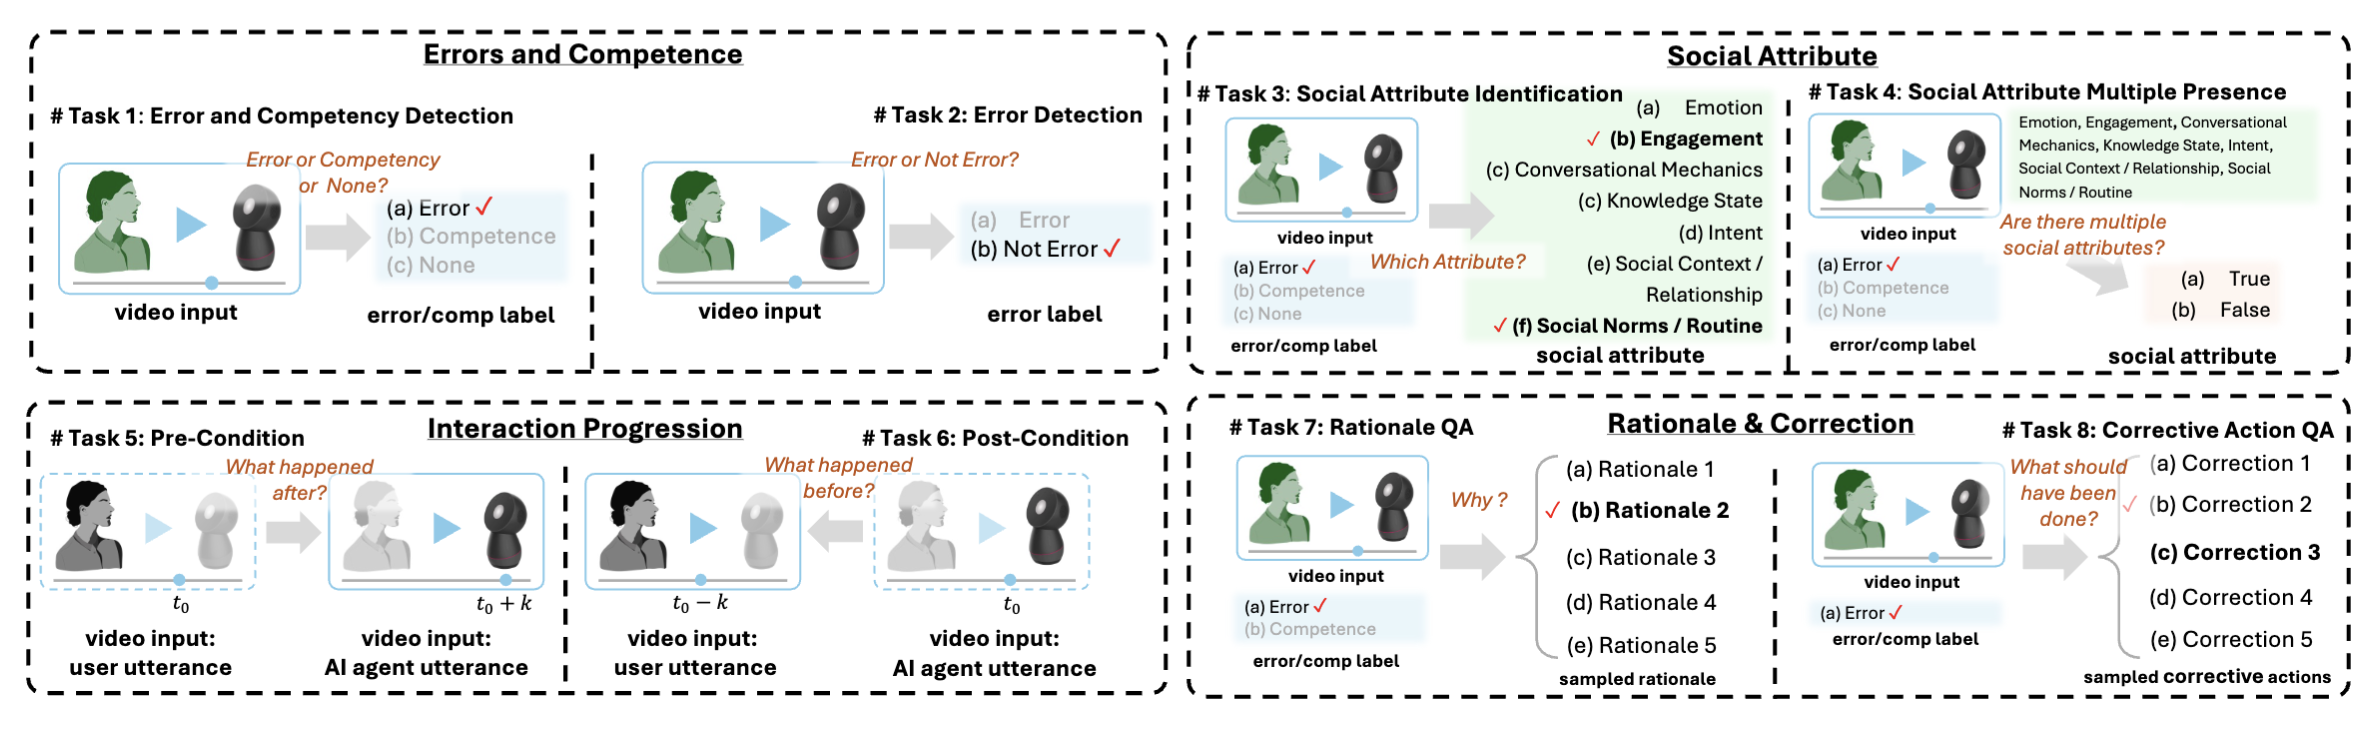 Errors and Competence
# Task 1: Error and Competency Detection
Error or Competency
or None?
(a) Error ✓
(b) Competence
(c) None
video input
error/comp label
# Task 2: Error Detection
Error or Not Error?
(a) Error
(b) Not Error ✓
video input
error label
Social Attribute
# Task 3: Social Attribute Identification
(a) Emotion
✓ (b) Engagement
(c) Conversational Mechanics
(c) Knowledge State
(d) Intent
(e) Social Context /
Relationship
✓ (f) Social Norms / Routine
social attribute
video input
Which Attribute?
(a) Error ✓
(b) Competence
(c) None
error/comp label
# Task 4: Social Attribute Multiple Presence
Emotion, Engagement, Conversational
Mechanics, Knowledge State, Intent,
Social Context / Relationship, Social
Norms / Routine
Are there multiple
social attributes?
video input
(a) Error ✓
(b) Competence
(c) None
error/comp label
(a) True
(b) False
social attribute
Interaction Progression
# Task 5: Pre-Condition
What happened
after?
t0
t0 + k
video input:
user utterance
video input:
AI agent utterance
# Task 6: Post-Condition
What happened
before?
t0 − k
t0
video input:
user utterance
video input:
AI agent utterance
Rationale & Correction
# Task 7: Rationale QA
Why ?
(a) Rationale 1
✓ (b) Rationale 2
(c) Rationale 3
(d) Rationale 4
(e) Rationale 5
sampled rationale
video input
(a) Error ✓
(b) Competence
error/comp label
# Task 8: Corrective Action QA
What should
have been
done?
(a) Correction 1
✓ (b) Correction 2
(c) Correction 3
(d) Correction 4
(e) Correction 5
sampled corrective actions
video input
(a) Error ✓
error/comp label